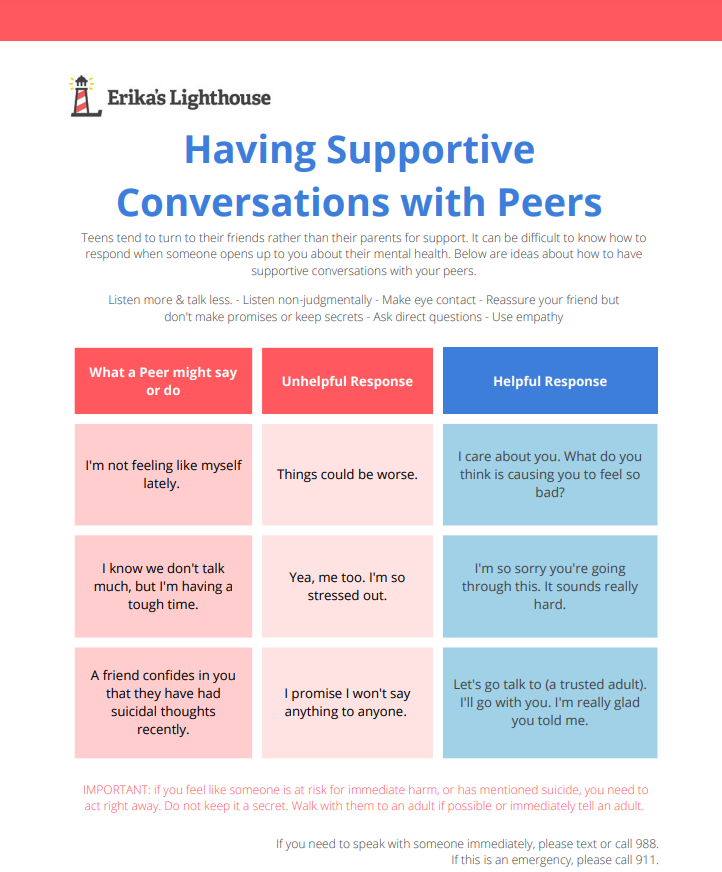 Erika's Lighthouse
Having Supportive
Conversations with Peers
Teens tend to turn to their friends rather than their parents for support. It can be difficult to know how to
respond when someone opens up to you about their mental health. Below are ideas about how to have
supportive conversations with your peers.
Listen more & talk less. - Listen non-judgmentally - Make eye contact - Reassure your friend but
don't make promises or keep secrets - Ask direct questions - Use empathy
What a Peer might say
or do
Unhelpful Response
Helpful Response
I'm not feeling like myself
lately.
Things could be worse.
I care about you. What do you
think is causing you to feel so
bad?
I know we don't talk
much, but I'm having a
tough time.
Yea, me too. I'm so
stressed out.
I'm so sorry you're going
through this. It sounds really
hard.
A friend confides in you
that they have had
suicidal thoughts
recently.
I promise I won't say
anything to anyone.
Let's go talk to (a trusted adult).
I'll go with you. I'm really glad
you told me.
IMPORTANT: if you feel like someone is at risk for immediate harm, or has mentioned suicide, you need to
act right away. Do not keep it a secret. Walk with them to an adult if possible or immediately tell an adult.
If you need to speak with someone immediately, please text or call 988.
If this is an emergency, please call 911.